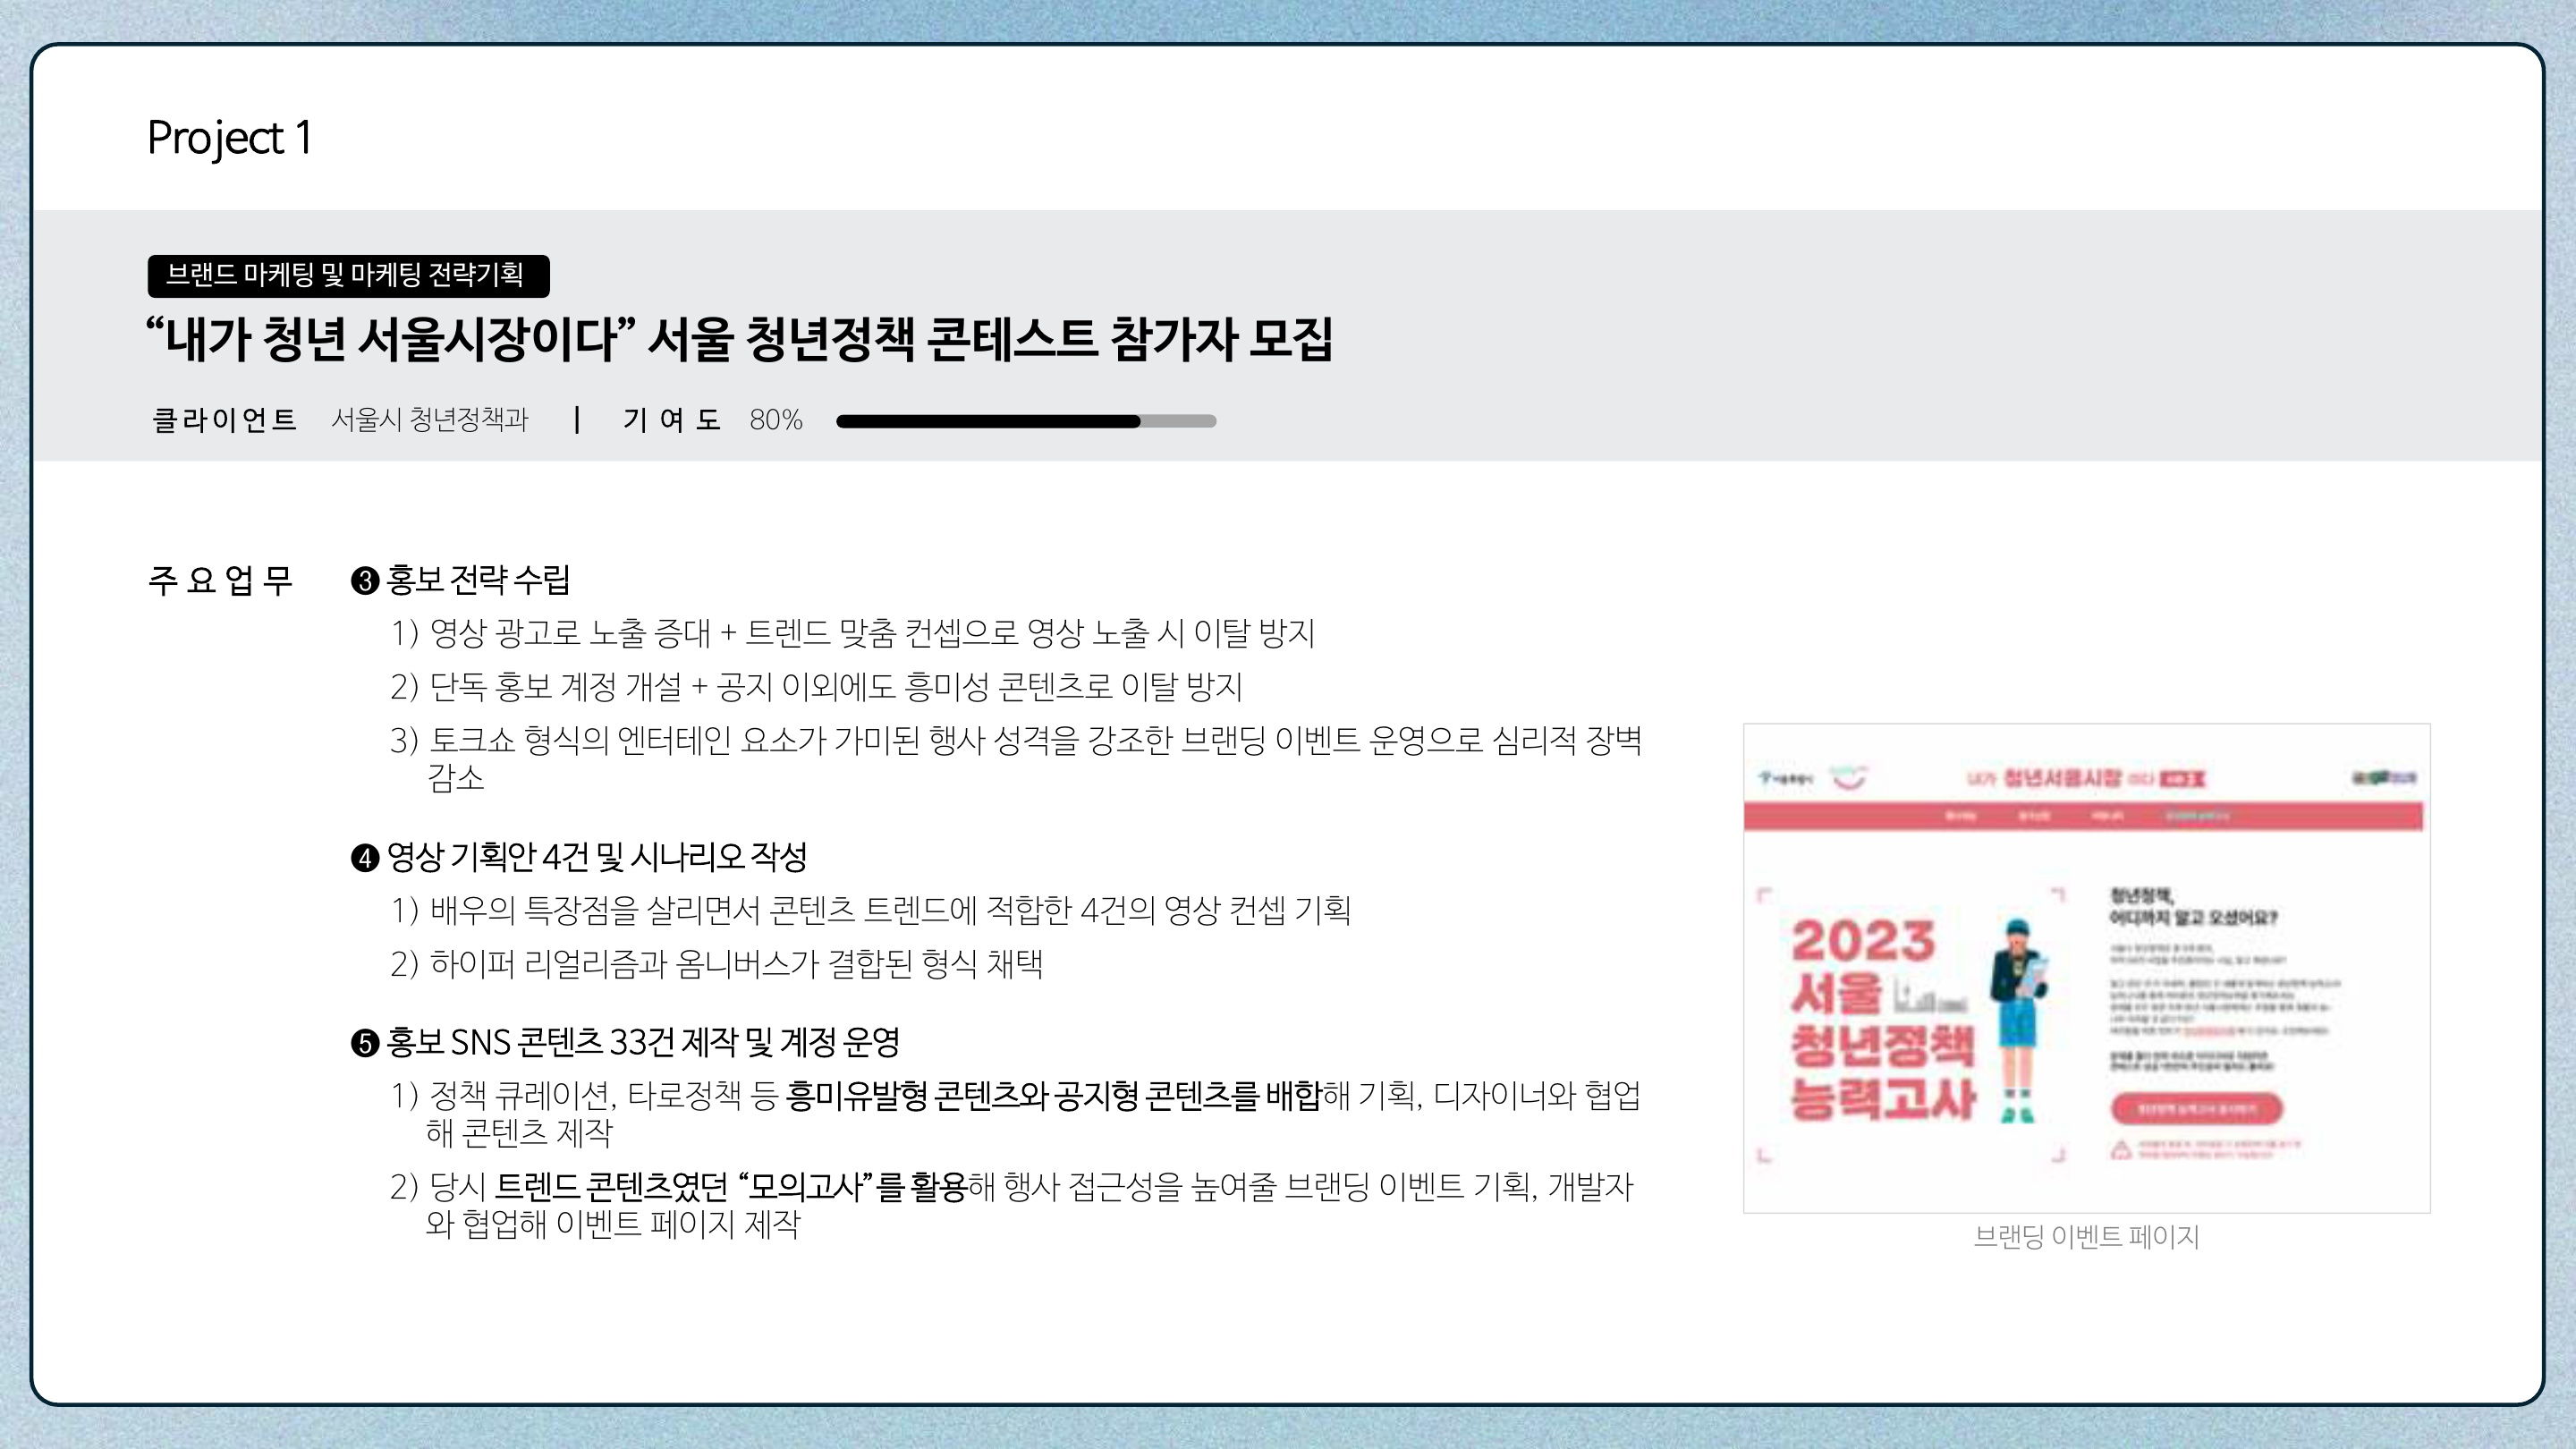 Project 1
브랜드 마케팅 및 마케팅 전략기획
“내가 청년 서울시장이다” 서울 청년정책 콘테스트 참가자 모집
클라이언트 서울시 청년정책과 | 기여도 80%
주요업무
❸ 홍보 전략 수립
1) 영상 광고로 노출 증대 + 트렌드 맞춤 컨셉으로 영상 노출 시 이탈 방지
2) 단독 홍보 계정 개설 + 공지 이외에도 흥미성 콘텐츠로 이탈 방지
3) 토크쇼 형식의 엔터테인 요소가 가미된 행사 성격을 강조한 브랜딩 이벤트 운영으로 심리적 장벽
감소
❹ 영상 기획안 4건 및 시나리오 작성
1) 배우의 특장점을 살리면서 콘텐츠 트렌드에 적합한 4건의 영상 컨셉 기획
2) 하이퍼 리얼리즘과 옴니버스가 결합된 형식 채택
❺ 홍보 SNS 콘텐츠 33건 제작 및 계정 운영
1) 정책 큐레이션, 타로정책 등 흥미유발형 콘텐츠와 공지형 콘텐츠를 배합해 기획, 디자이너와 협업
해 콘텐츠 제작
2) 당시 트렌드 콘텐츠였던 “모의고사”를 활용해 행사 접근성을 높여줄 브랜딩 이벤트 기획, 개발자
와 협업해 이벤트 페이지 제작
내가 청년서울시장 이다
2023
서울
청년정책
능력고사
청년정책,
어디까지 알고 오셨어요?
브랜딩 이벤트 페이지